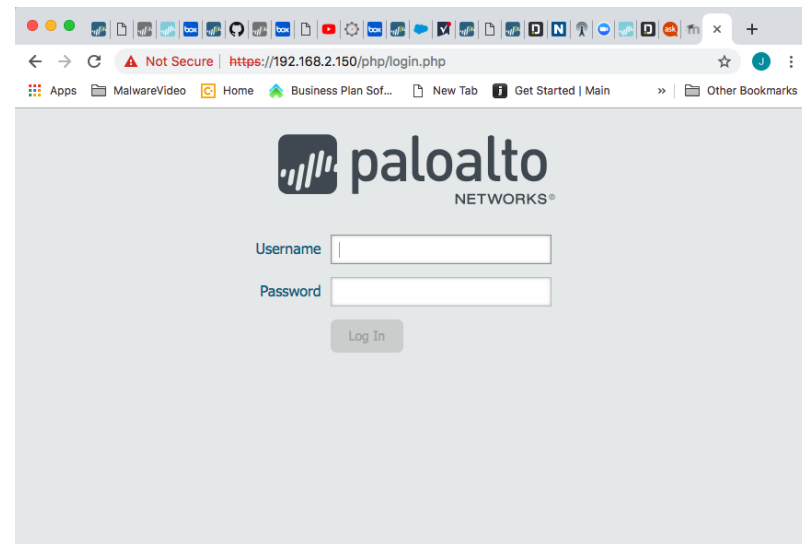 Not Secure | https://192.168.2.150/php/login.php J
Apps MalwareVideo Home Business Plan Sof... New Tab Get Started | Main » Other Bookmarks
paloalto
NETWORKS®
Username
Password
Log In